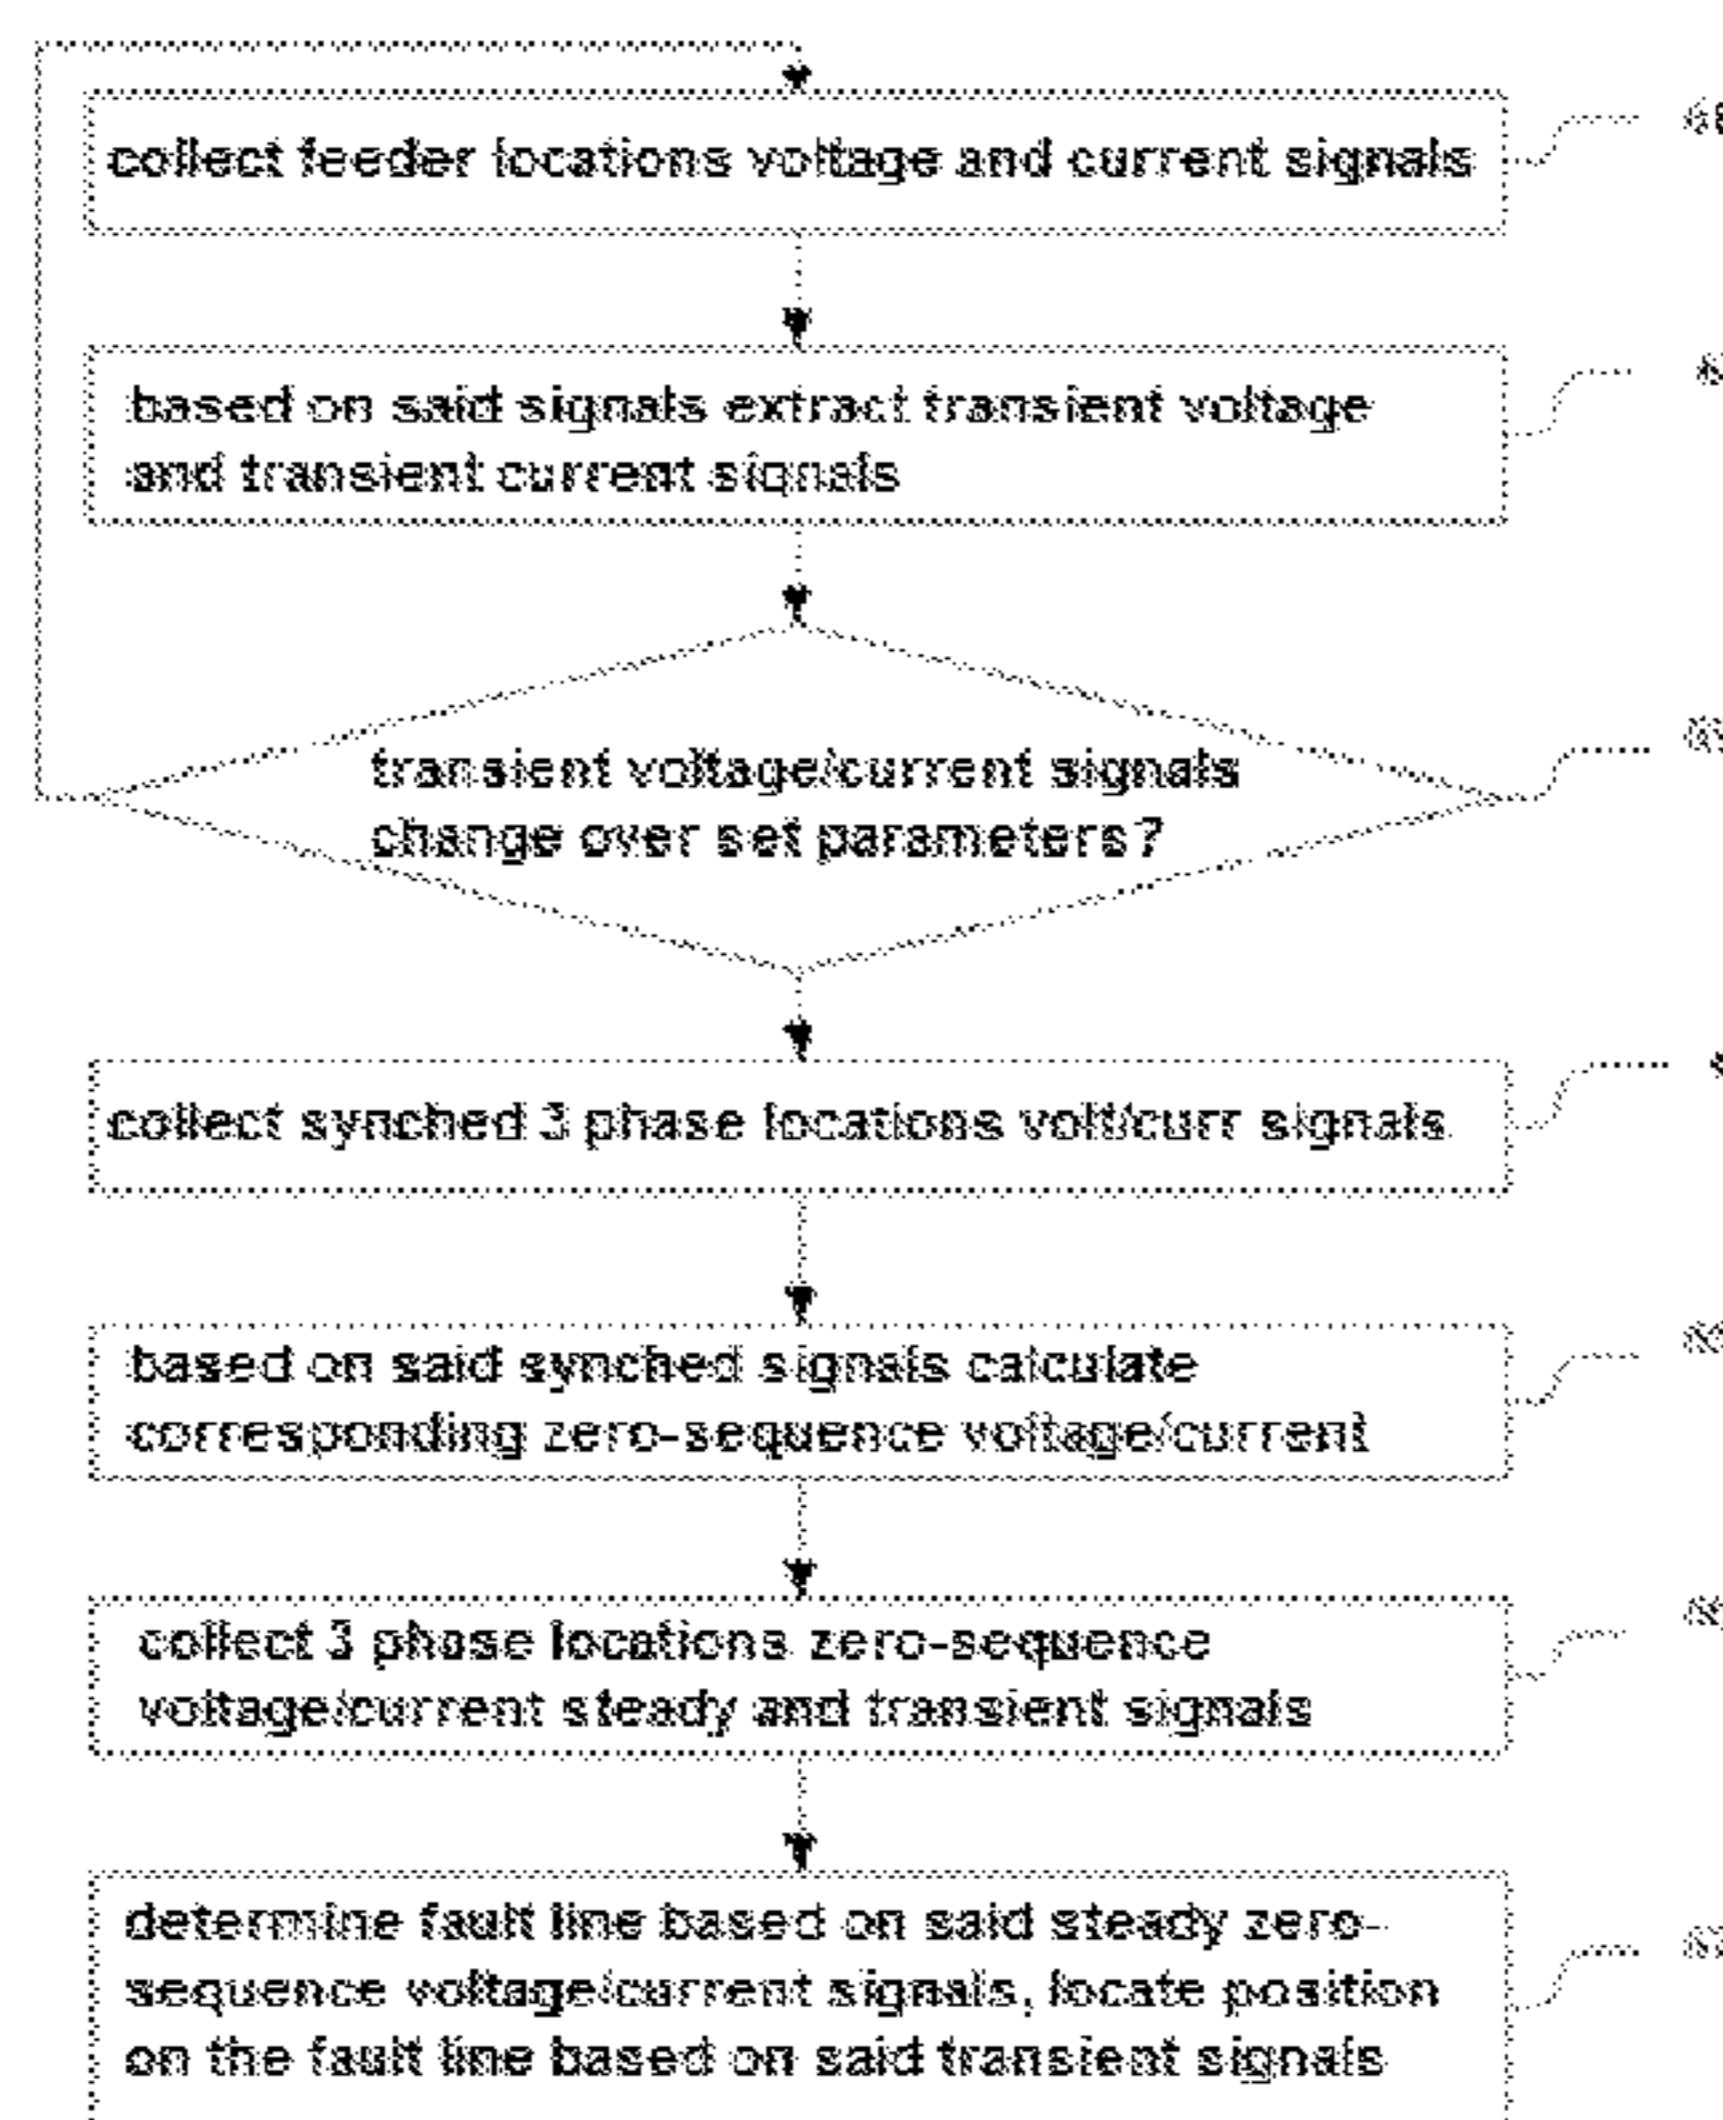 collect feeder locations voltage and current signals
based on said signals extract transient voltage
and transient current signals
transient voltage/current signals
change over set parameters?
collect synched 3 phase locations volt/curr signals
based on said synched signals calculate
corresponding zero-sequence voltage/current
collect 3 phase locations zero-sequence
voltage/current steady and transient signals
determine fault line based on said steady zero-
sequence voltage/current signals, locate position
on the fault line based on said transient signals